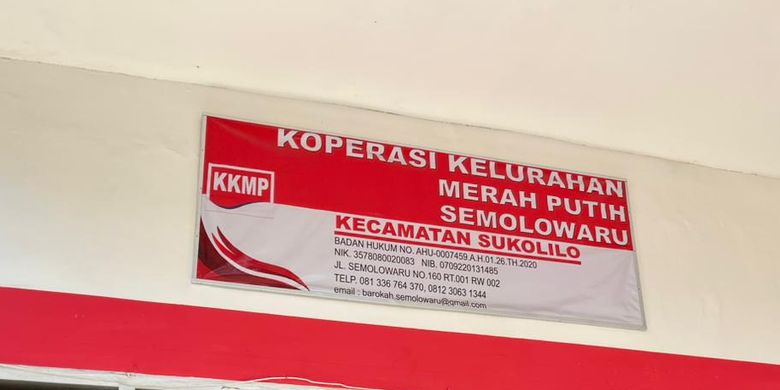 KOPERASI KELURAHAN
MERAH PUTIH
SEMOLOWARU
KKMP
KECAMATAN SUKOLILO
BADAN HUKUM NO. AHU-0007459.A.H.01.26.TH.2020
NIK. 3578080020083 NIB. 0709220131485
JL. SEMOLOWARU NO.160 RT.001 RW 002
TELP. 081 336 764 370, 0812 3063 1344
email : barokah.semolowaru@gmail.com